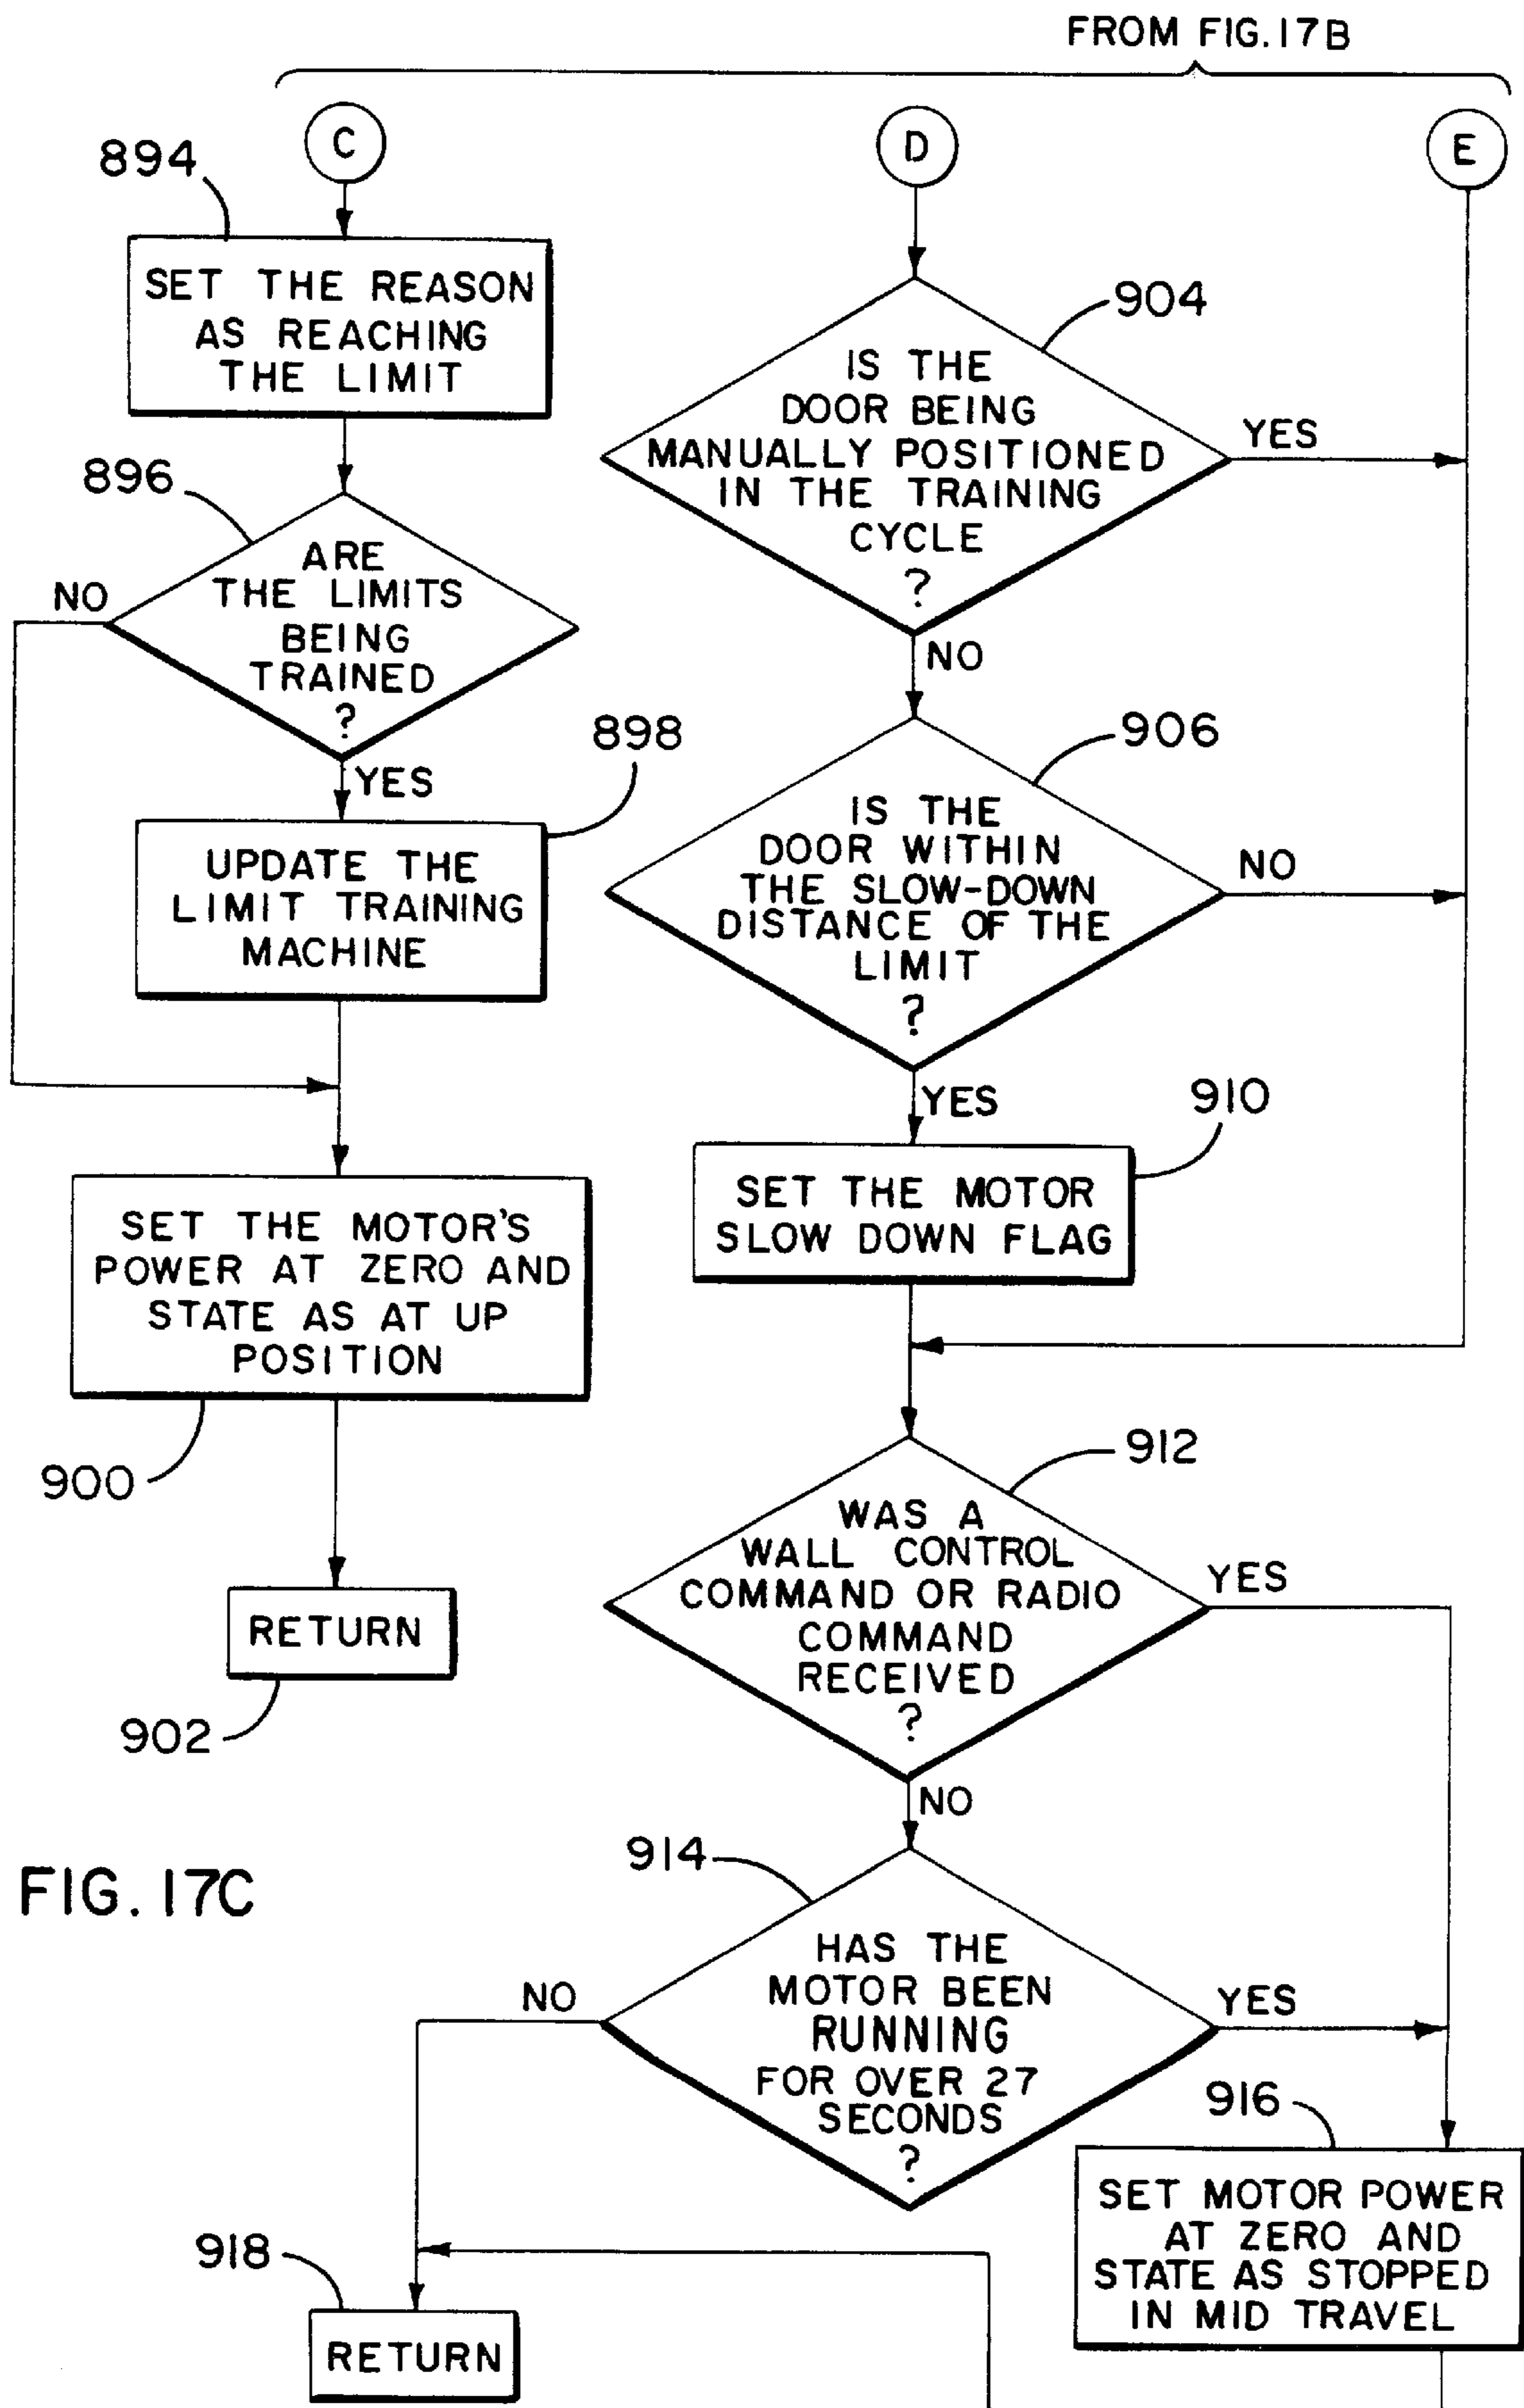 FROM FIG. 17B
C
D
E
894
SET THE REASON
AS REACHING
THE LIMIT
904
IS THE
DOOR BEING
MANUALLY POSITIONED
IN THE TRAINING
CYCLE
?
YES
NO
896
ARE
THE LIMITS
BEING
TRAINED
?
NO
YES
898
UPDATE THE
LIMIT TRAINING
MACHINE
906
IS THE
DOOR WITHIN
THE SLOW-DOWN
DISTANCE OF THE
LIMIT
?
NO
YES
910
SET THE MOTOR
SLOW DOWN FLAG
SET THE MOTOR'S
POWER AT ZERO AND
STATE AS AT UP
POSITION
900
RETURN
902
912
WAS A
WALL CONTROL
COMMAND OR RADIO
COMMAND
RECEIVED
?
YES
NO
FIG. 17C
914
HAS THE
MOTOR BEEN
RUNNING
FOR OVER 27
SECONDS
?
NO
YES
916
SET MOTOR POWER
AT ZERO AND
STATE AS STOPPED
IN MID TRAVEL
918
RETURN